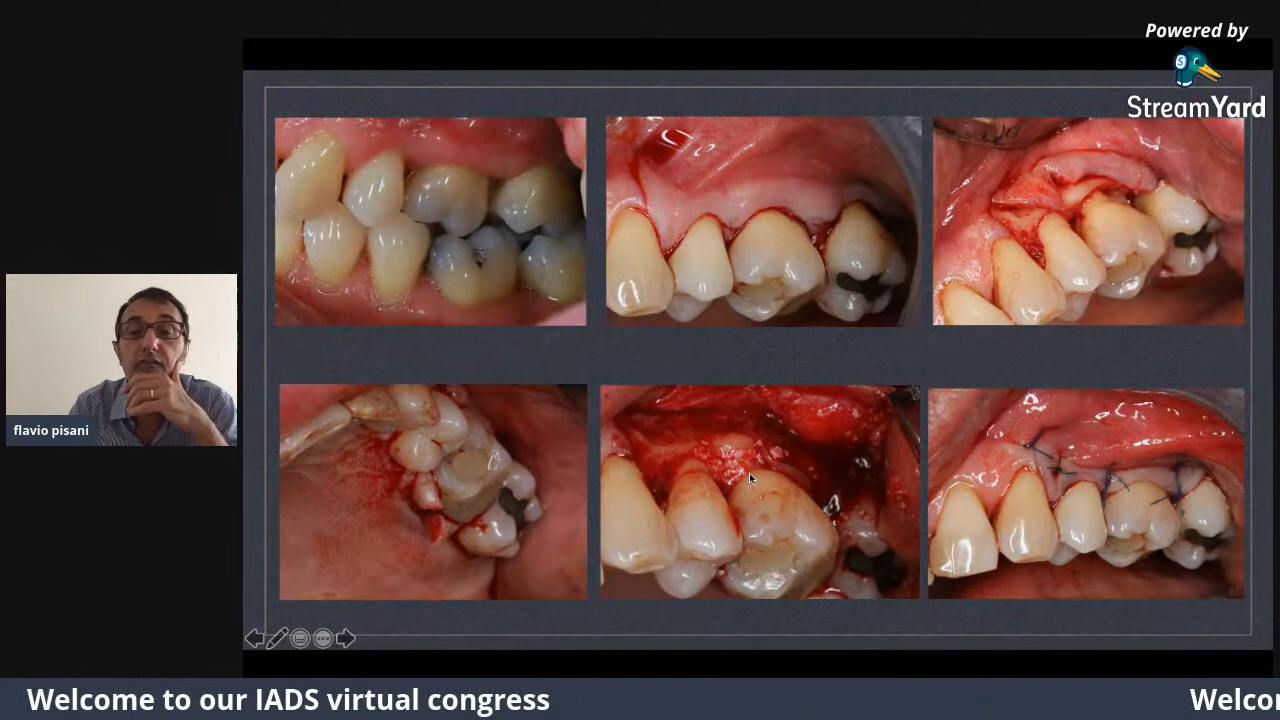 Powered by
S
StreamYard
flavio pisani
Welcome to our IADS virtual congress
Welco